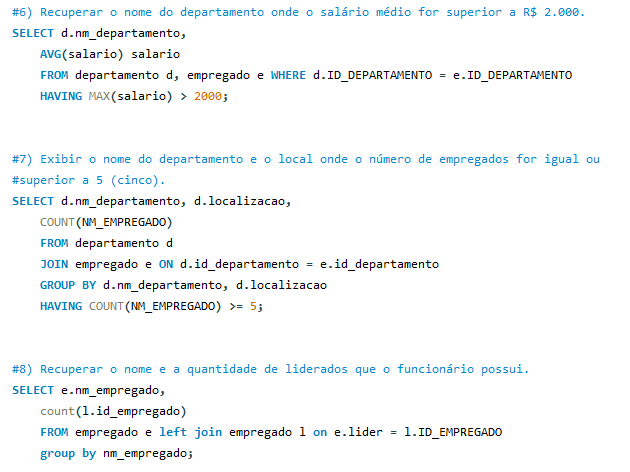 #6) Recuperar o nome do departamento onde o salário médio for superior a R$ 2.000.
SELECT d.nm_departamento,
AVG(salario) salario
FROM departamento d, empregado e WHERE d.ID_DEPARTAMENTO = e.ID_DEPARTAMENTO
HAVING MAX(salario) > 2000;
#7) Exibir o nome do departamento e o local onde o número de empregados for igual ou
#superior a 5 (cinco).
SELECT d.nm_departamento, d.localizacao,
COUNT(NM_EMPREGADO)
FROM departamento d
JOIN empregado e ON d.id_departamento = e.id_departamento
GROUP BY d.nm_departamento, d.localizacao
HAVING COUNT(NM_EMPREGADO) >= 5;
#8) Recuperar o nome e a quantidade de liderados que o funcionário possui.
SELECT e.nm_empregado,
count(l.id_empregado)
FROM empregado e left join empregado l on e.lider = l.ID_EMPREGADO
group by nm_empregado;